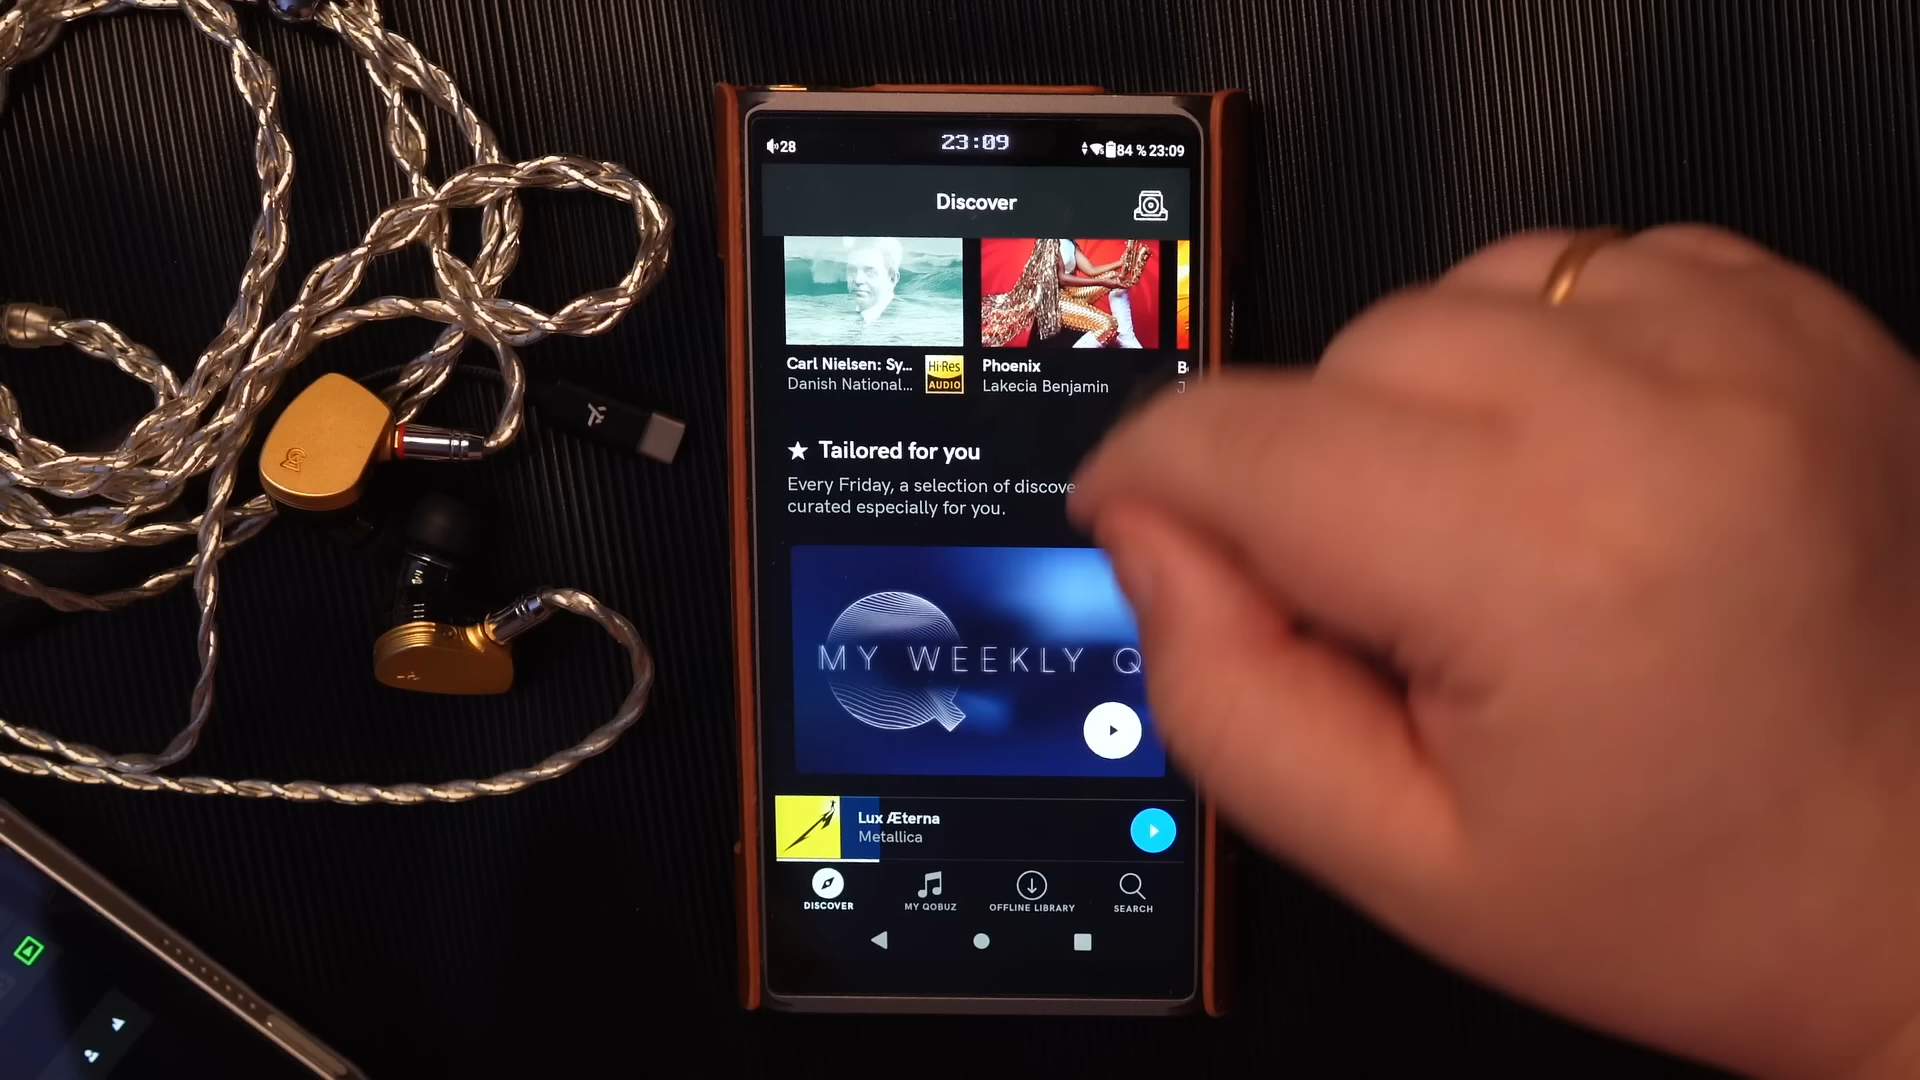 28
23:09
84 % 23:09
Discover
Carl Nielsen: Sy...
Danish National...
Hi-Res
AUDIO
Phoenix
Lakecia Benjamin
B
J
Tailored for you
Every Friday, a selection of discove
curated especially for you.
MY WEEKLY Q
Lux Æterna
Metallica
DISCOVER
MY QOBUZ
OFFLINE LIBRARY
SEARCH